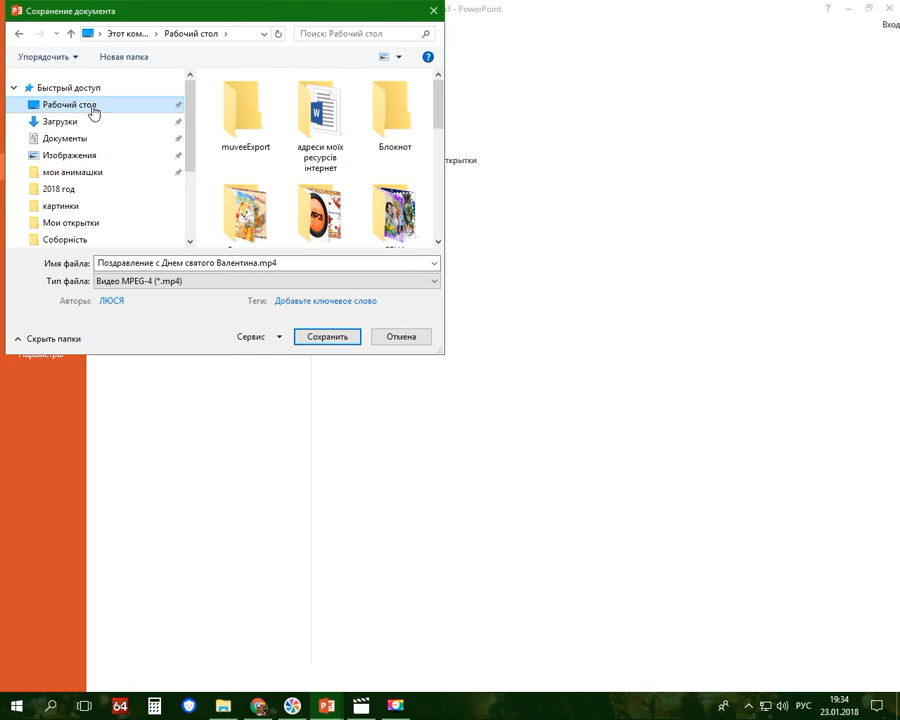 Сохранение документа
3 - PowerPoint
?
Вход
Этот ком... › Рабочий стол ›
Поиск: Рабочий стол
Упорядочить
Новая папка
Быстрый доступ
Рабочий стол
Загрузки
Документы
Изображения
мои анимашки
2018 год
картинки
Мои открытки
Соборність
muveeExport
адреси моїх
ресурсів
інтернет
Блокнот
MP3
ткрытки
Имя файла: Поздравление с Днем святого Валентина.mp4
Тип файла: Видео MPEG-4 (*.mp4)
Авторы: ЛЮСЯ
Теги: Добавьте ключевое слово
Скрыть папки
Сервис
Сохранить
Отмена
Параметры
64
РУС
19:34
23.01.2018